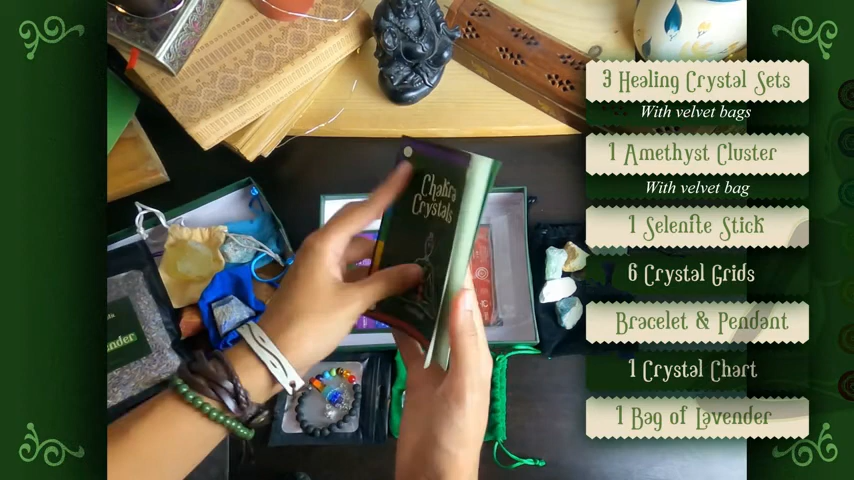 3 Healing Crystal Sets
With velvet bags
1 Amethyst Cluster
With velvet bag
1 Selenite Stick
6 Crystal Grids
Bracelet & Pendant
1 Crystal Chart
1 Bag of Lavender
Chakra
Crystals